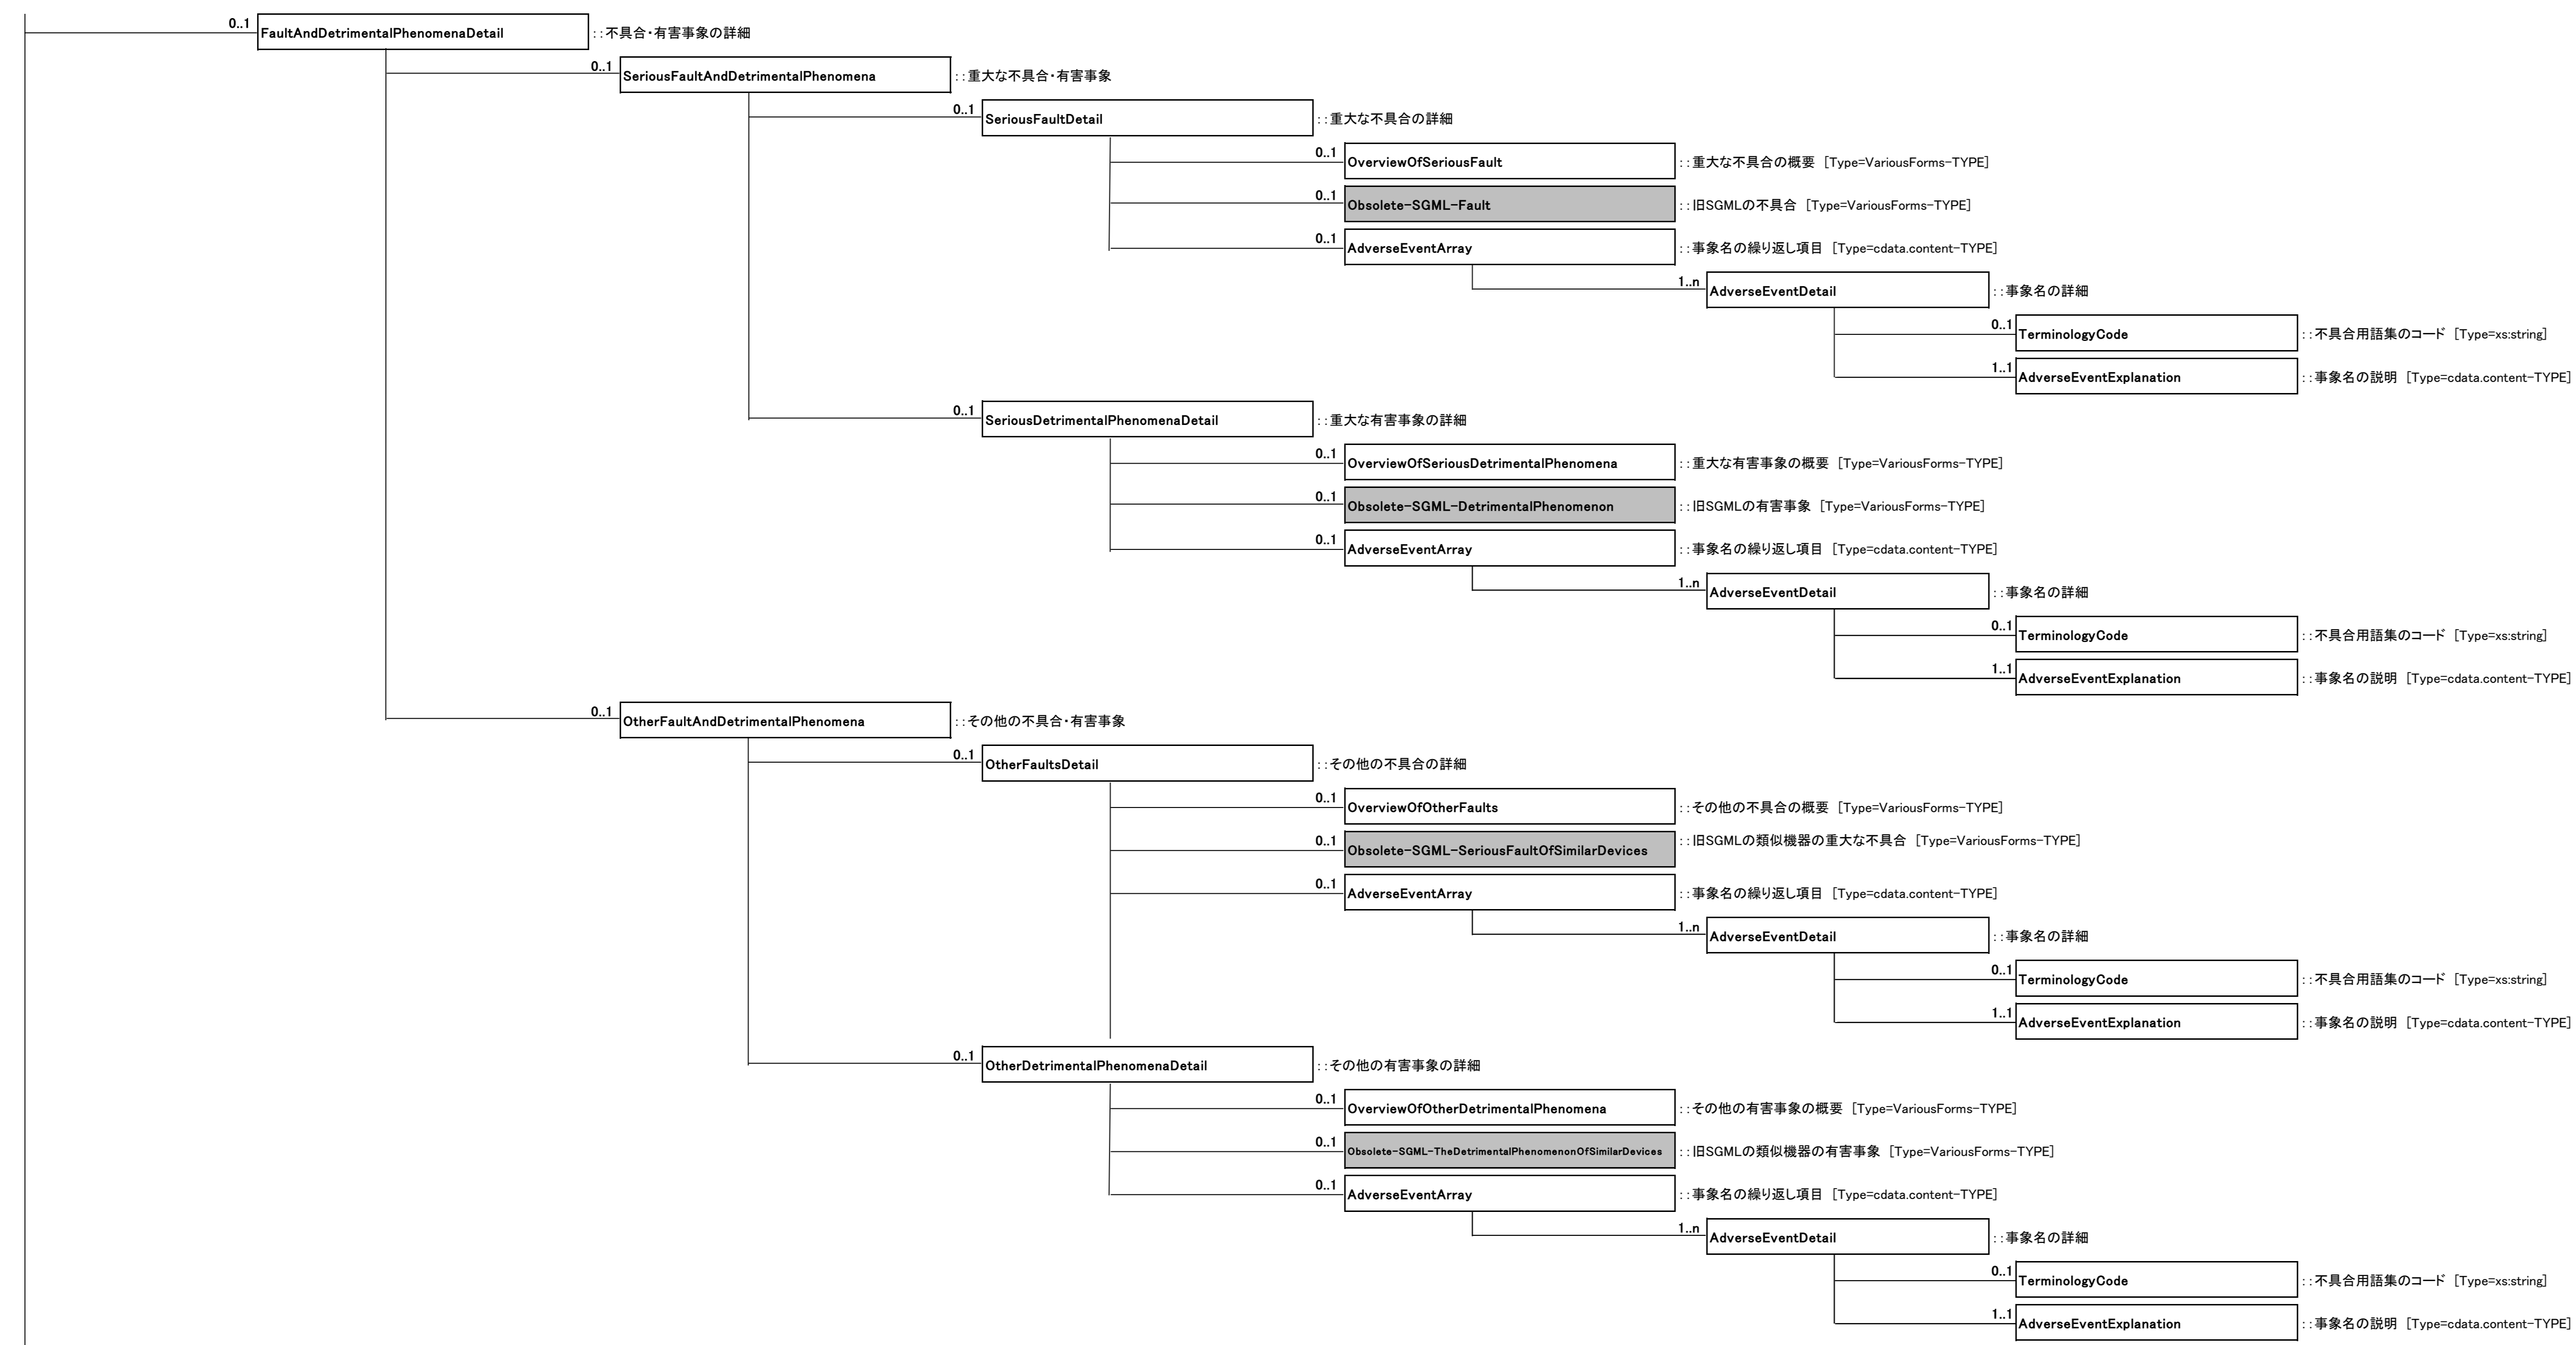 0..1 FaultAndDetrimentalPhenomenaDetail ::不具合・有害事象の詳細
0..1 SeriousFaultAndDetrimentalPhenomena ::重大な不具合・有害事象
0..1 SeriousFaultDetail ::重大な不具合の詳細
0..1 OverviewOfSeriousFault ::重大な不具合の概要 [Type=VariousForms-TYPE]
0..1 Obsolete-SGML-Fault ::旧SGMLの不具合 [Type=VariousForms-TYPE]
0..1 AdverseEventArray ::事象名の繰り返し項目 [Type=cdata.content-TYPE]
1..n AdverseEventDetail ::事象名の詳細
0..1 TerminologyCode ::不具合用語集のコード [Type=xs:string]
1..1 AdverseEventExplanation ::事象名の説明 [Type=cdata.content-TYPE]
0..1 SeriousDetrimentalPhenomenaDetail ::重大な有害事象の詳細
0..1 OverviewOfSeriousDetrimentalPhenomena ::重大な有害事象の概要 [Type=VariousForms-TYPE]
0..1 Obsolete-SGML-DetrimentalPhenomenon ::旧SGMLの有害事象 [Type=VariousForms-TYPE]
0..1 AdverseEventArray ::事象名の繰り返し項目 [Type=cdata.content-TYPE]
1..n AdverseEventDetail ::事象名の詳細
0..1 TerminologyCode ::不具合用語集のコード [Type=xs:string]
1..1 AdverseEventExplanation ::事象名の説明 [Type=cdata.content-TYPE]
0..1 OtherFaultAndDetrimentalPhenomena ::その他の不具合・有害事象
0..1 OtherFaultsDetail ::その他の不具合の詳細
0..1 OverviewOfOtherFaults ::その他の不具合の概要 [Type=VariousForms-TYPE]
0..1 Obsolete-SGML-SeriousFaultOfSimilarDevices ::旧SGMLの類似機器の重大な不具合 [Type=VariousForms-TYPE]
0..1 AdverseEventArray ::事象名の繰り返し項目 [Type=cdata.content-TYPE]
1..n AdverseEventDetail ::事象名の詳細
0..1 TerminologyCode ::不具合用語集のコード [Type=xs:string]
1..1 AdverseEventExplanation ::事象名の説明 [Type=cdata.content-TYPE]
0..1 OtherDetrimentalPhenomenaDetail ::その他の有害事象の詳細
0..1 OverviewOfOtherDetrimentalPhenomena ::その他の有害事象の概要 [Type=VariousForms-TYPE]
0..1 Obsolete-SGML-TheDetrimentalPhenomenonOfSimilarDevices ::旧SGMLの類似機器の有害事象 [Type=VariousForms-TYPE]
0..1 AdverseEventArray ::事象名の繰り返し項目 [Type=cdata.content-TYPE]
1..n AdverseEventDetail ::事象名の詳細
0..1 TerminologyCode ::不具合用語集のコード [Type=xs:string]
1..1 AdverseEventExplanation ::事象名の説明 [Type=cdata.content-TYPE]